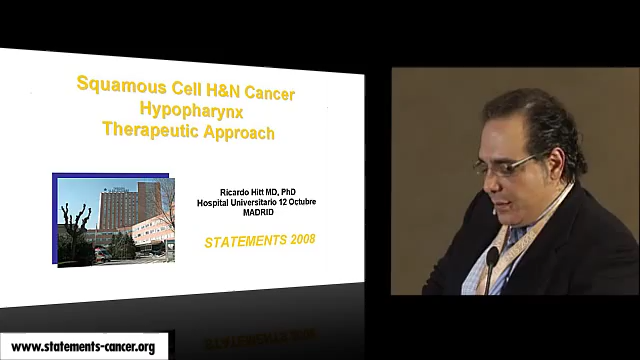 Squamous Cell H&N Cancer
Hypopharynx
Therapeutic Approach
Ricardo Hitt MD, PhD
Hospital Universitario 12 Octubre
MADRID
STATEMENTS 2008
www.statements-cancer.org